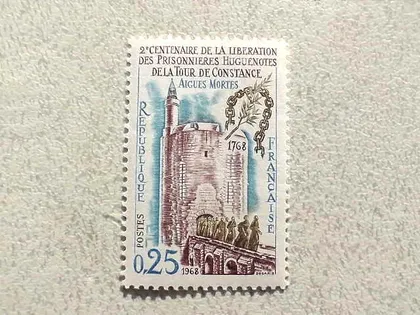 2e CENTENAIRE DE LA LIBERATION
DES PRISONNIERES HUGUENOTES
DE LA TOUR DE CONSTANCE
AIGUES MORTES
1768
REPUBLIQUE
FRANÇAISE
POSTES
0,25
1968